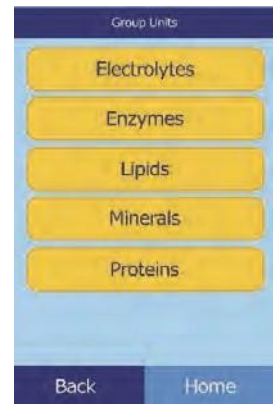 Group Units
Electrolytes
Enzymes
Lipids
Minerals
Proteins
Back Home